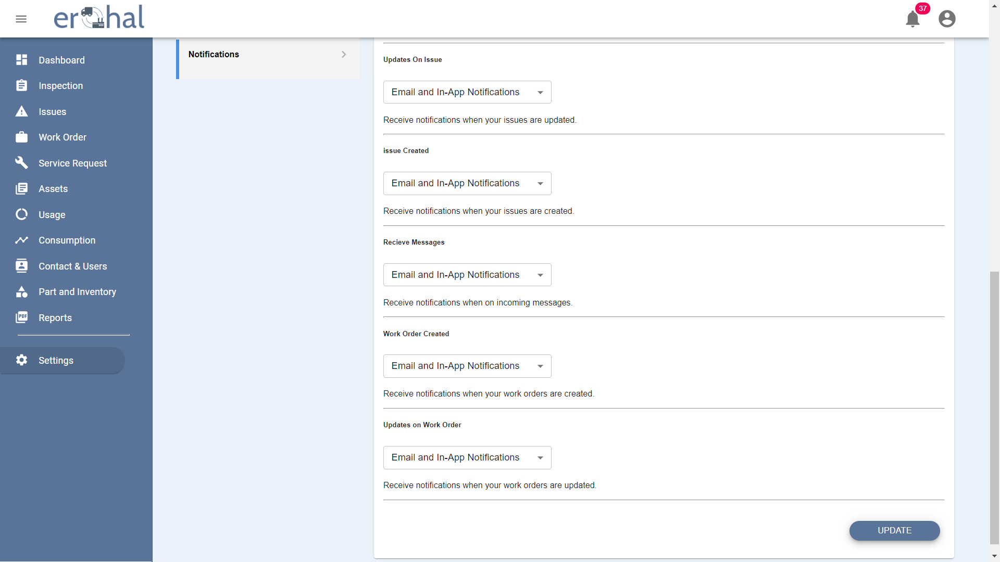 er hal
37
Dashboard
Inspection
Issues
Work Order
Service Request
Assets
Usage
Consumption
Contact & Users
Part and Inventory
PDF
Reports
Settings
Notifications
Updates On Issue
Email and In-App Notifications
Receive notifications when your issues are updated.
issue Created
Email and In-App Notifications
Receive notifications when your issues are created.
Recieve Messages
Email and In-App Notifications
Receive notifications when on incoming messages.
Work Order Created
Email and In-App Notifications
Receive notifications when your work orders are created.
Updates on Work Order
Email and In-App Notifications
Receive notifications when your work orders are updated.
UPDATE